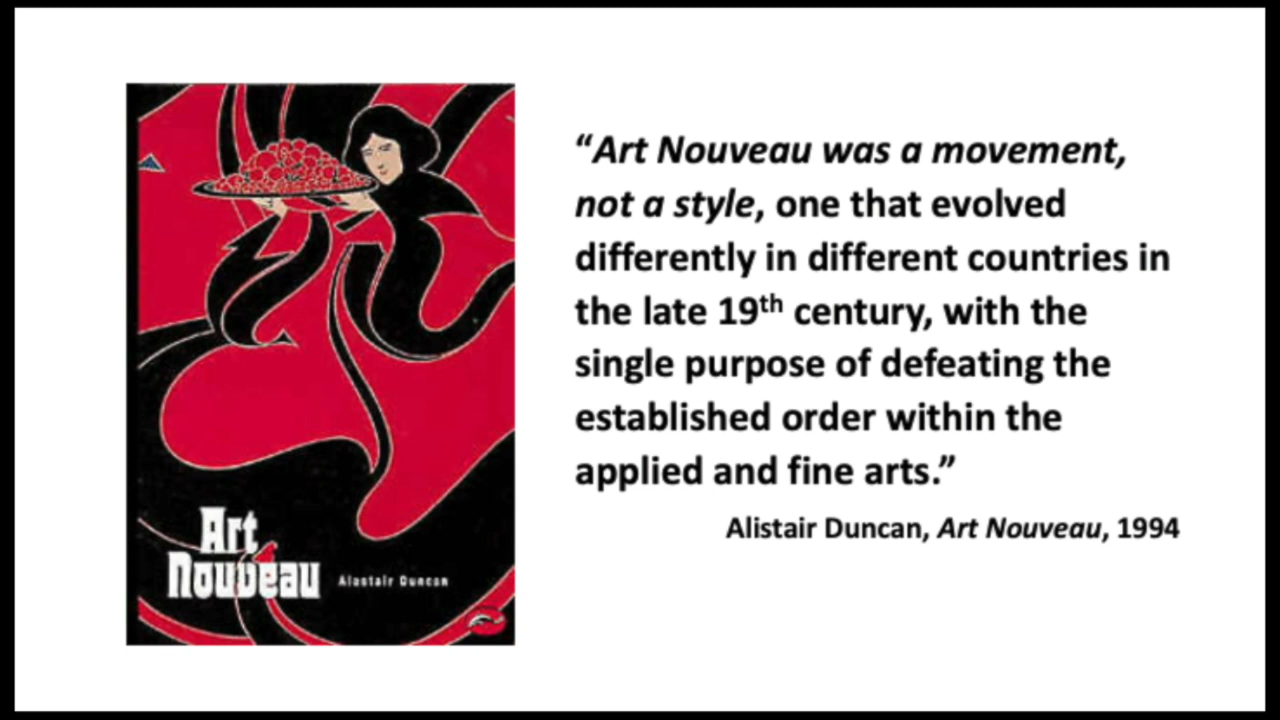 “Art Nouveau was a movement,
not a style, one that evolved
differently in different countries in
the late 19th century, with the
single purpose of defeating the
established order within the
applied and fine arts.”
Alistair Duncan, Art Nouveau, 1994
Art
Nouveau
Alastair Duncan